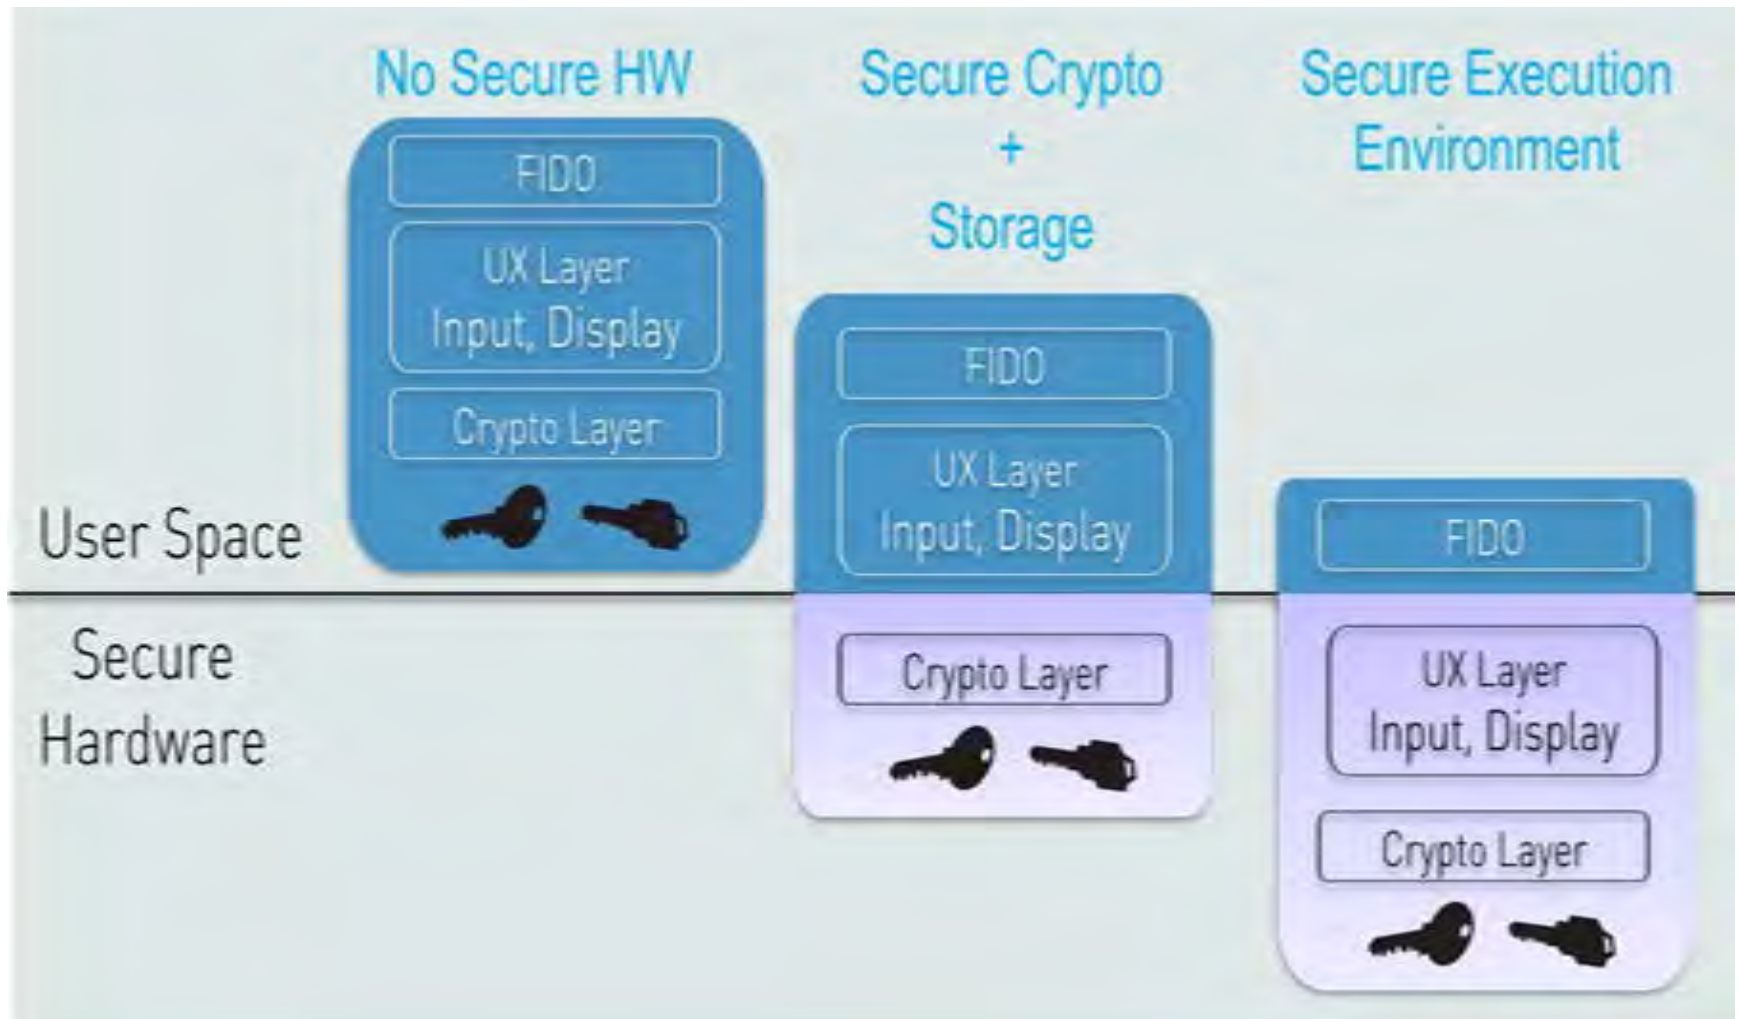 No Secure HW
FIDO
UX Layer
Input, Display
Crypto Layer
Secure Crypto
+
Storage
FIDO
UX Layer
Input, Display
Crypto Layer
Secure Execution
Environment
FIDO
UX Layer
Input, Display
Crypto Layer
User Space
Secure
Hardware